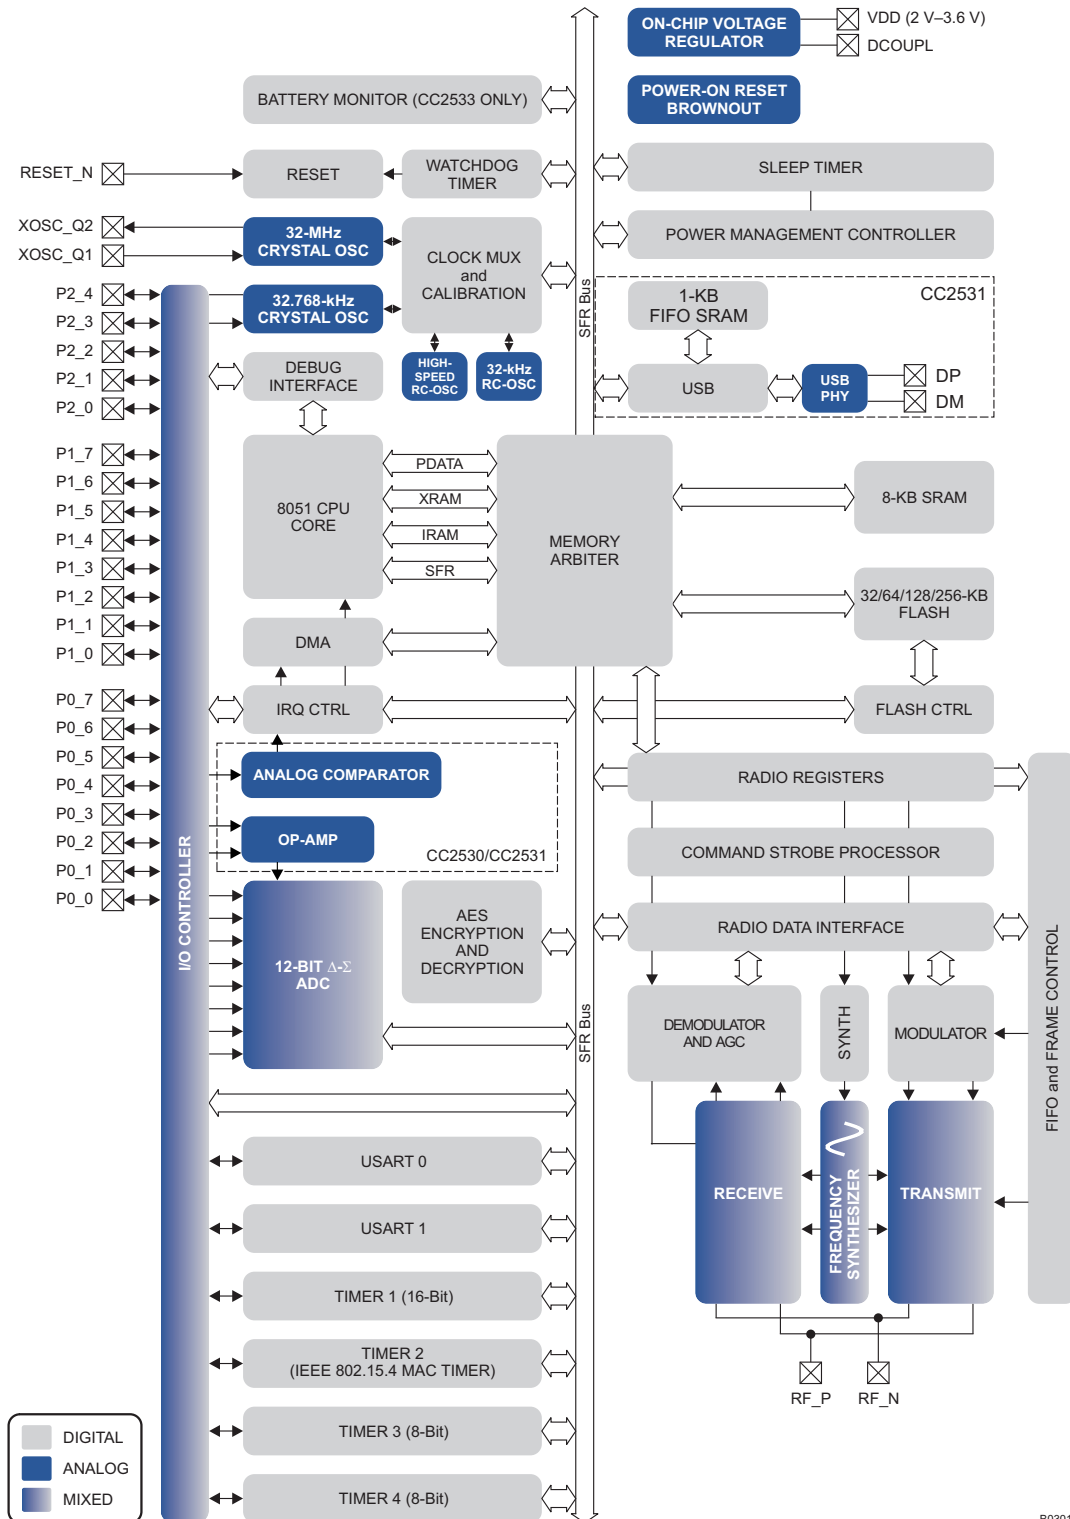 ON-CHIP VOLTAGE
REGULATOR
VDD (2 V–3.6 V)
DCOUPL
BATTERY MONITOR (CC2533 ONLY)
POWER-ON RESET
BROWNOUT
RESET_N
RESET
WATCHDOG
TIMER
SLEEP TIMER
XOSC_Q2
XOSC_Q1
32-MHz
CRYSTAL OSC
CLOCK MUX
and
CALIBRATION
POWER MANAGEMENT CONTROLLER
P2_4
P2_3
P2_2
P2_1
P2_0
32.768-kHz
CRYSTAL OSC
HIGH-
SPEED
RC-OSC
32-kHz
RC-OSC
DEBUG
INTERFACE
SFR Bus
1-KB
FIFO SRAM
CC2531
USB
USB
PHY
DP
DM
P1_7
P1_6
P1_5
P1_4
P1_3
P1_2
P1_1
P1_0
8051 CPU
CORE
PDATA
XRAM
IRAM
SFR
MEMORY
ARBITER
8-KB SRAM
32/64/128/256-KB
FLASH
DMA
IRQ CTRL
FLASH CTRL
P0_7
P0_6
P0_5
P0_4
P0_3
P0_2
P0_1
P0_0
ANALOG COMPARATOR
OP-AMP
CC2530/CC2531
RADIO REGISTERS
COMMAND STROBE PROCESSOR
RADIO DATA INTERFACE
I/O CONTROLLER
12-BIT Δ-Σ
ADC
AES
ENCRYPTION
AND
DECRYPTION
SFR Bus
DEMODULATOR
AND AGC
SYNTH
MODULATOR
FIFO and FRAME CONTROL
RECEIVE
FREQUENCY
SYNTHESIZER
TRANSMIT
USART 0
USART 1
TIMER 1 (16-Bit)
TIMER 2
(IEEE 802.15.4 MAC TIMER)
TIMER 3 (8-Bit)
TIMER 4 (8-Bit)
RF_P
RF_N
DIGITAL
ANALOG
MIXED